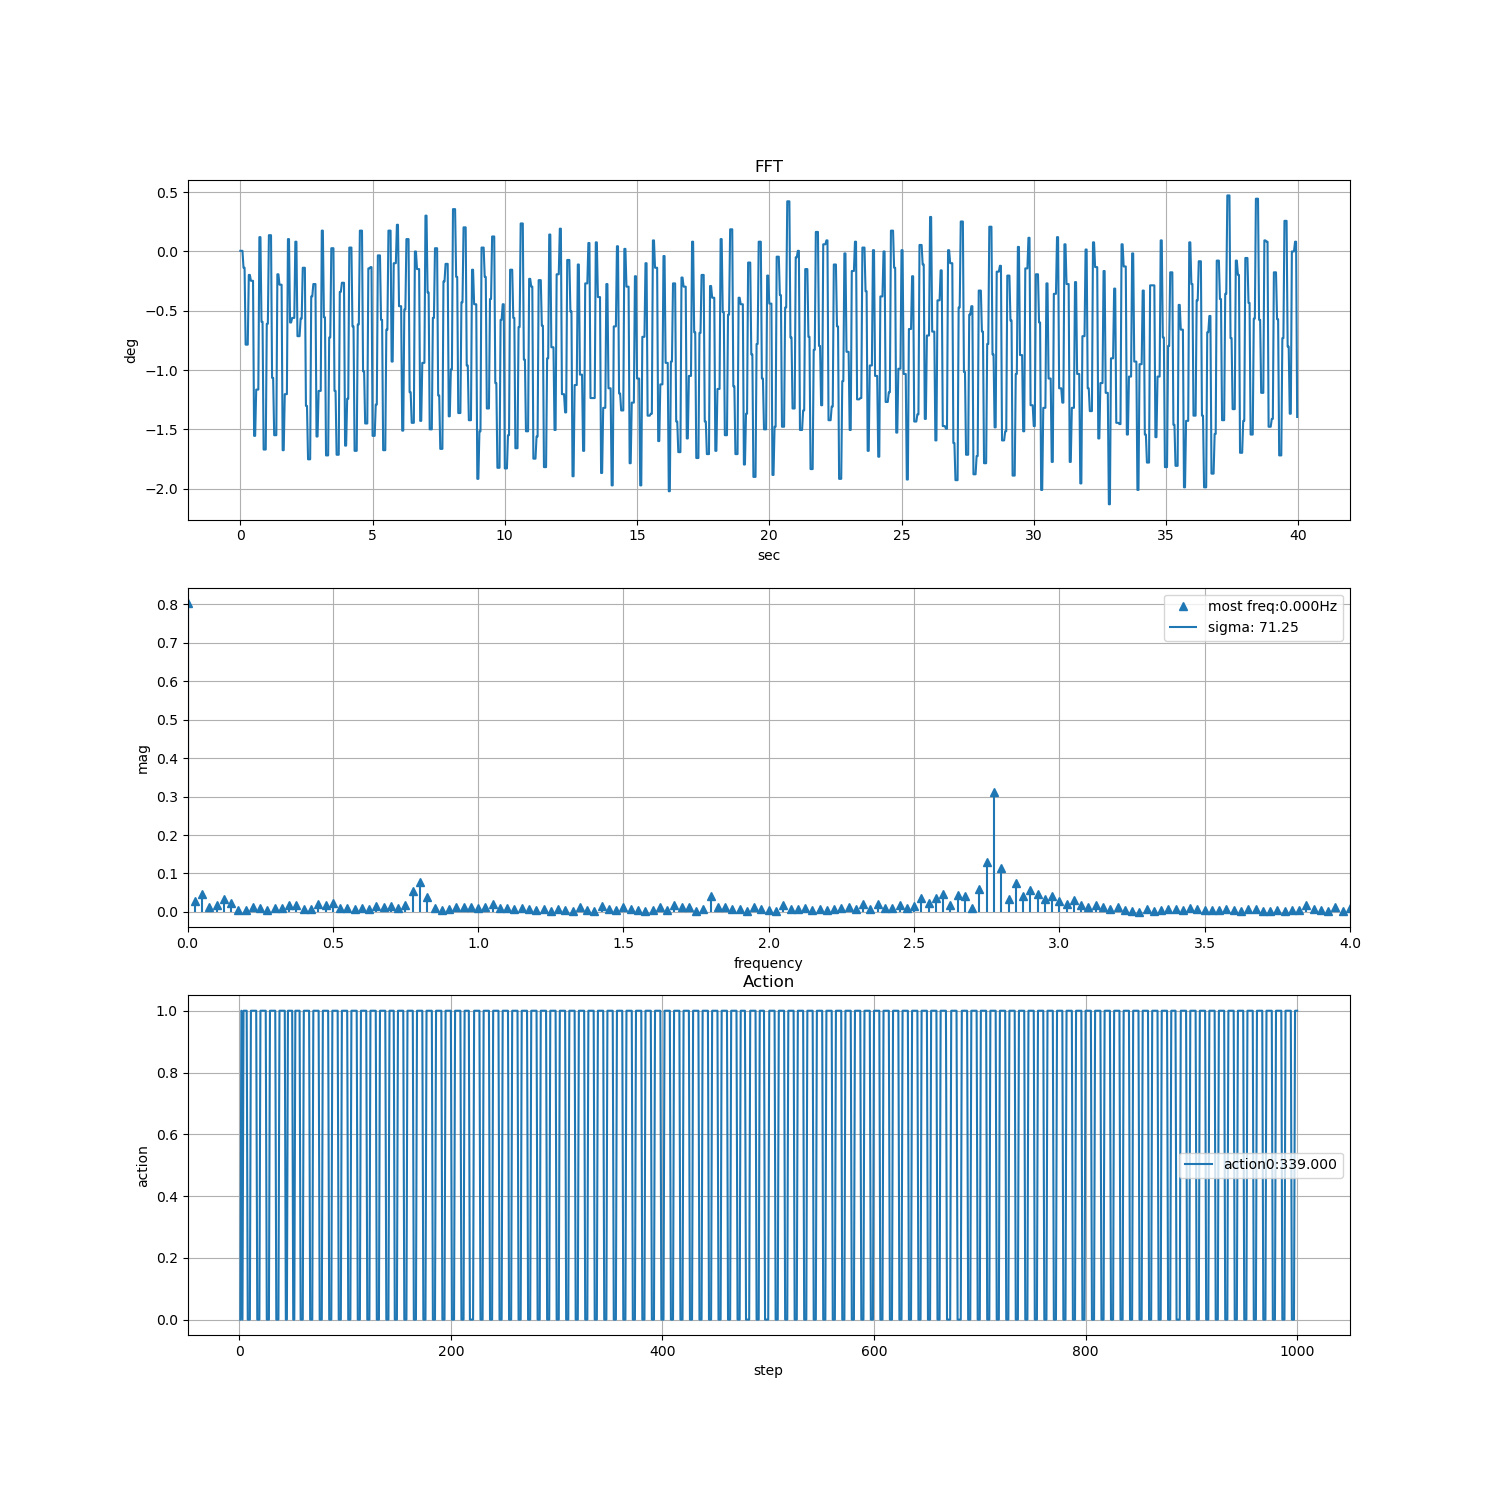 FFT
0.5
0.0
−0.5
−1.0
−1.5
−2.0
deg
0 5 10 15 20 25 30 35 40
sec
0.8
0.7
0.6
0.5
0.4
0.3
0.2
0.1
0.0
mag
most freq:0.000Hz
sigma: 71.25
0.0 0.5 1.0 1.5 2.0 2.5 3.0 3.5 4.0
frequency
Action
1.0
0.8
0.6
0.4
0.2
0.0
action
action0:339.000
0 200 400 600 800 1000
step